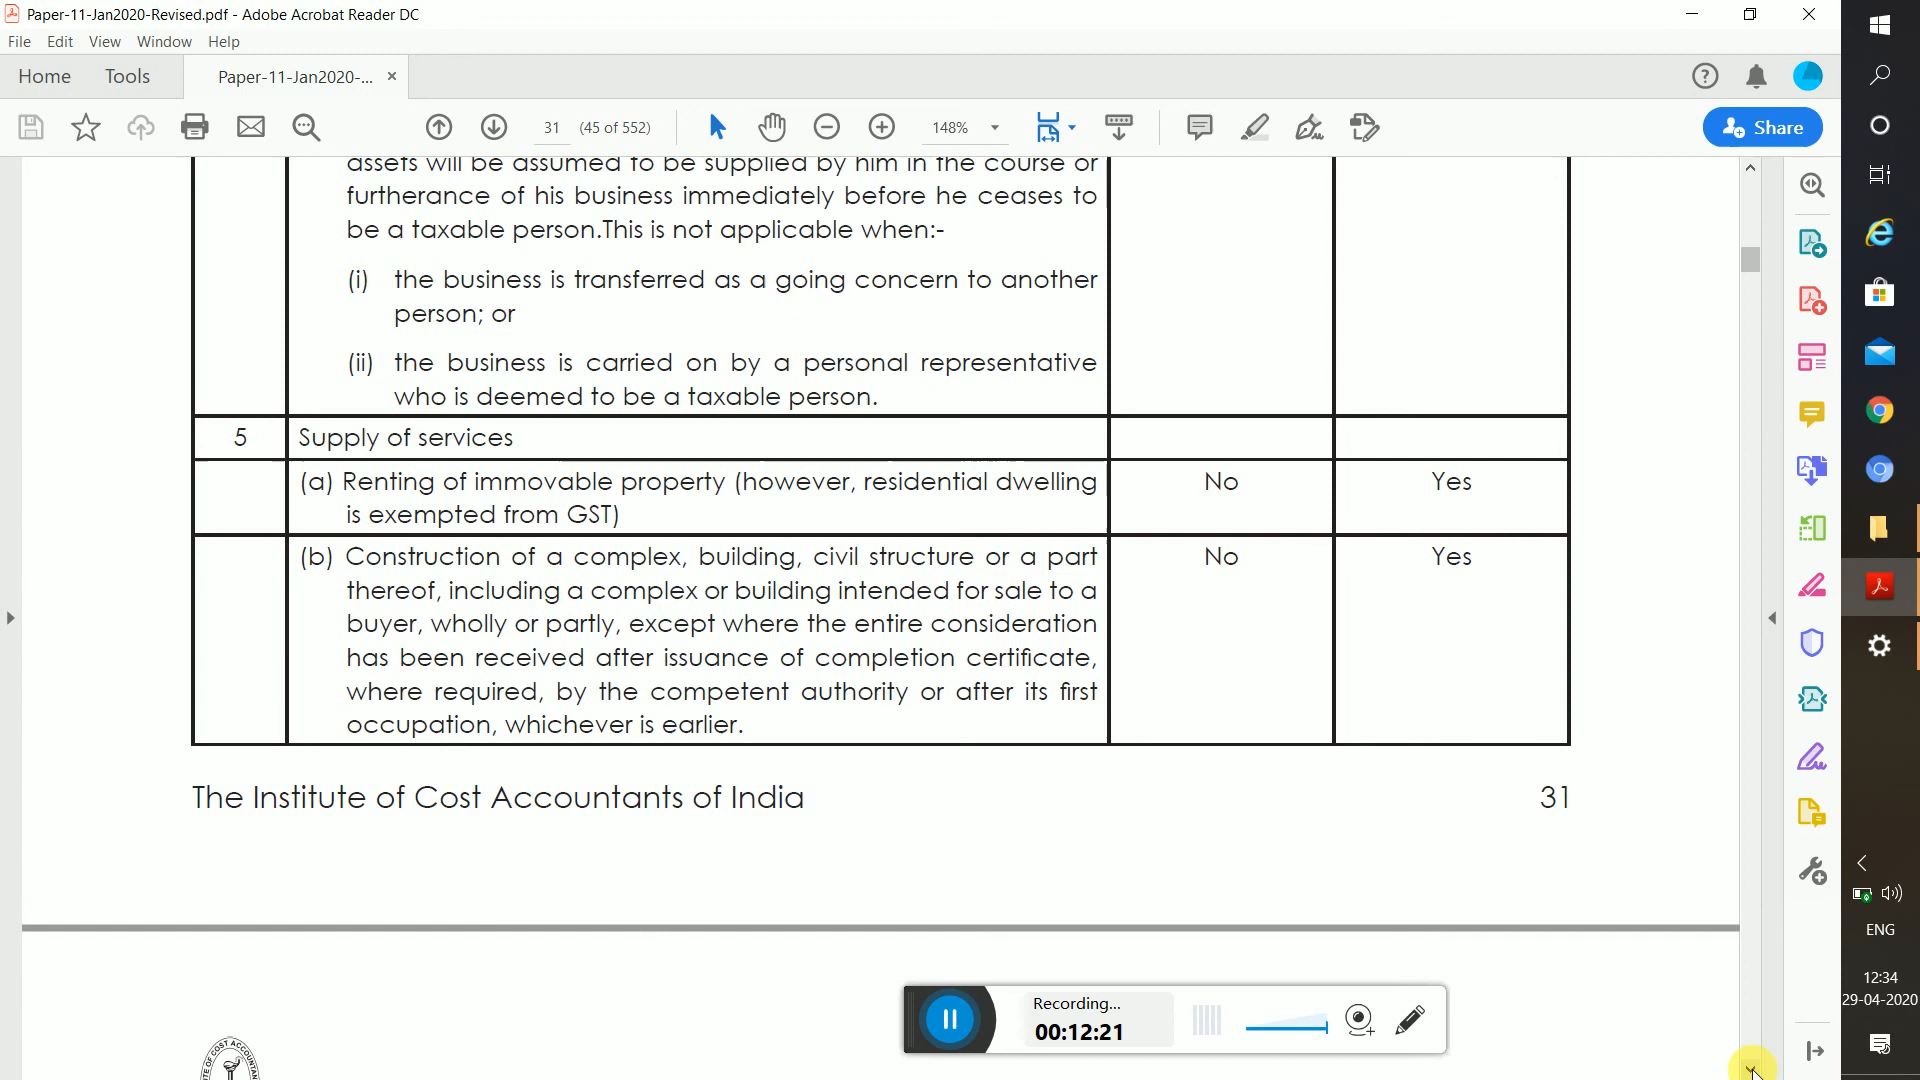 Paper-11-Jan2020-Revised.pdf - Adobe Acrobat Reader DC
File Edit View Window Help
Home Tools Paper-11-Jan2020-... ×
31 (45 of 552) 148% Share
assets will be assumed to be supplied by him in the course or
furtherance of his business immediately before he ceases to
be a taxable person.This is not applicable when:-
(i) the business is transferred as a going concern to another
person; or
(ii) the business is carried on by a personal representative
who is deemed to be a taxable person.
5 Supply of services
(a) Renting of immovable property (however, residential dwelling No Yes
is exempted from GST)
(b) Construction of a complex, building, civil structure or a part No Yes
thereof, including a complex or building intended for sale to a
buyer, wholly or partly, except where the entire consideration
has been received after issuance of completion certificate,
where required, by the competent authority or after its first
occupation, whichever is earlier.
The Institute of Cost Accountants of India 31
Recording...
00:12:21
ENG
12:34
29-04-2020